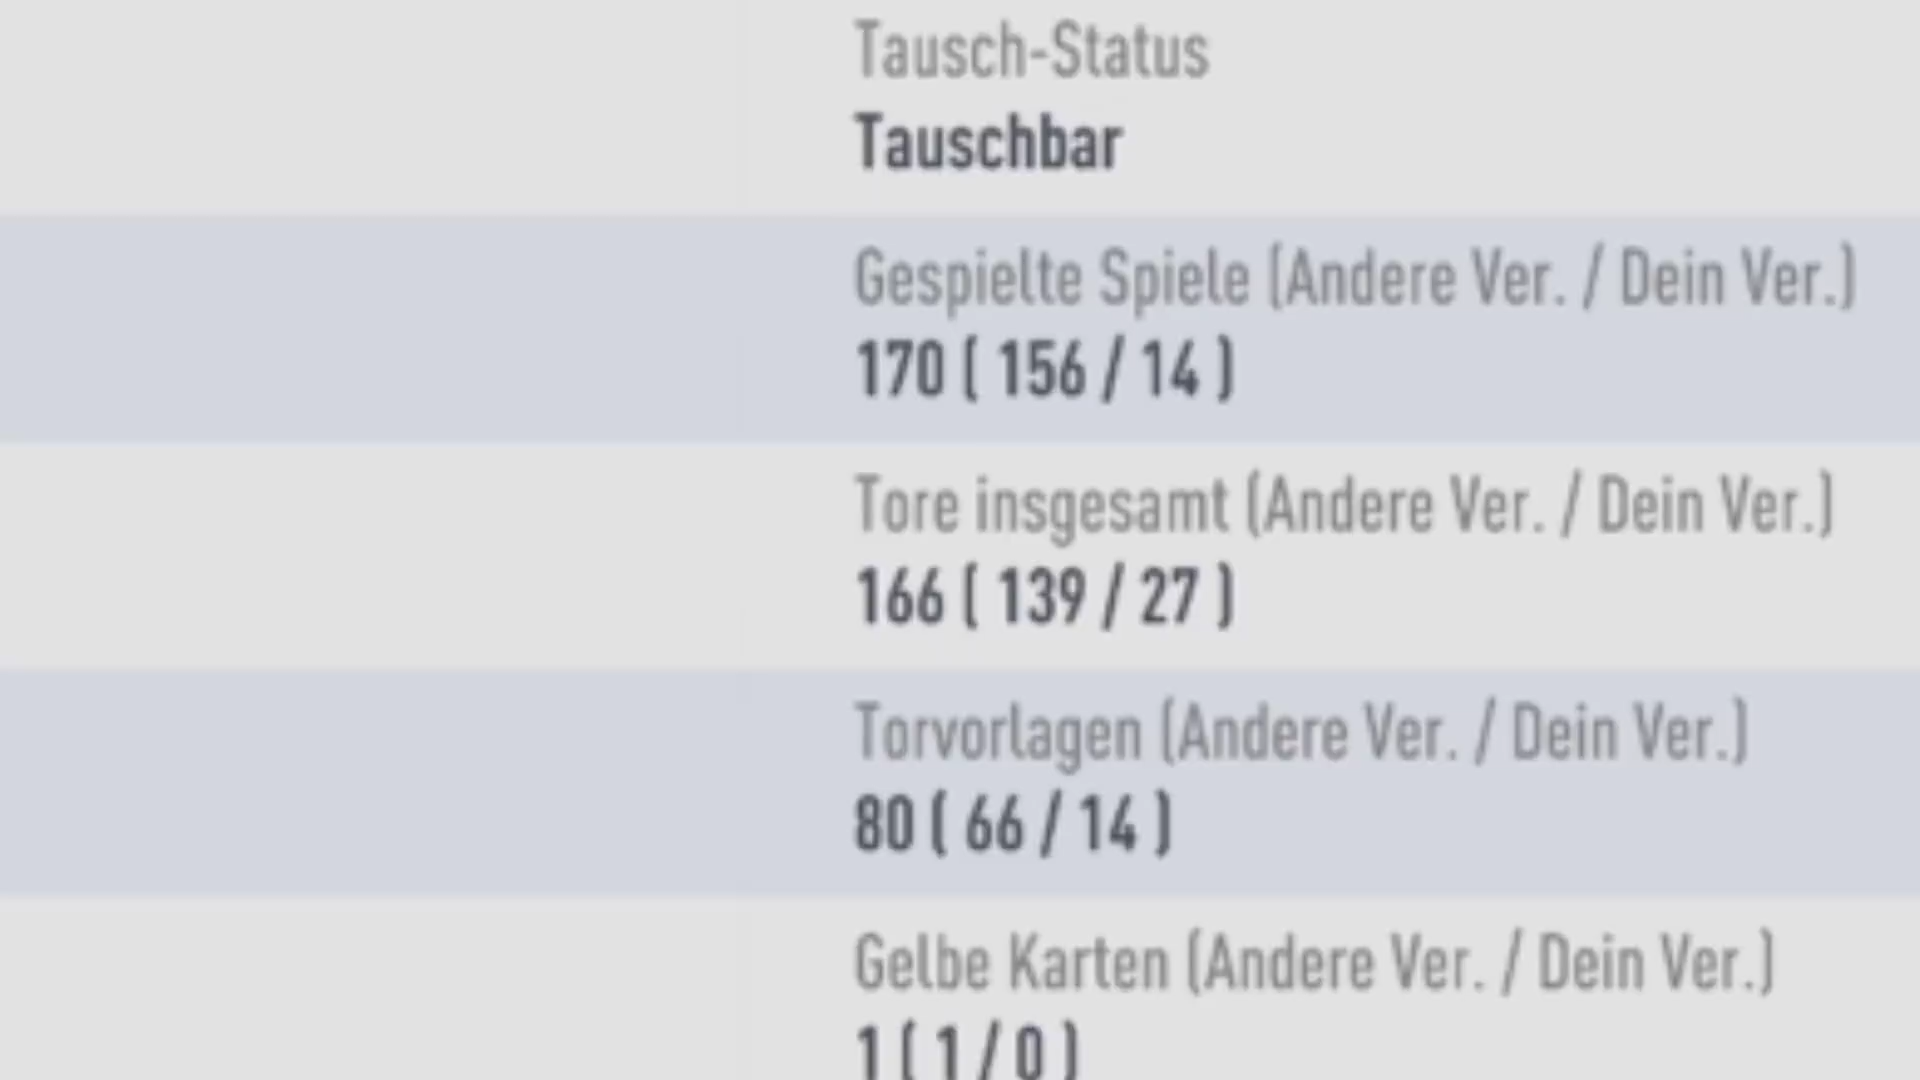 Tausch-Status
Tauschbar
Gespielte Spiele (Andere Ver. / Dein Ver.)
170 ( 156 / 14 )
Tore insgesamt (Andere Ver. / Dein Ver.)
166 ( 139 / 27 )
Torvorlagen (Andere Ver. / Dein Ver.)
80 ( 66 / 14 )
Gelbe Karten (Andere Ver. / Dein Ver.)
1 ( 1 / 0 )